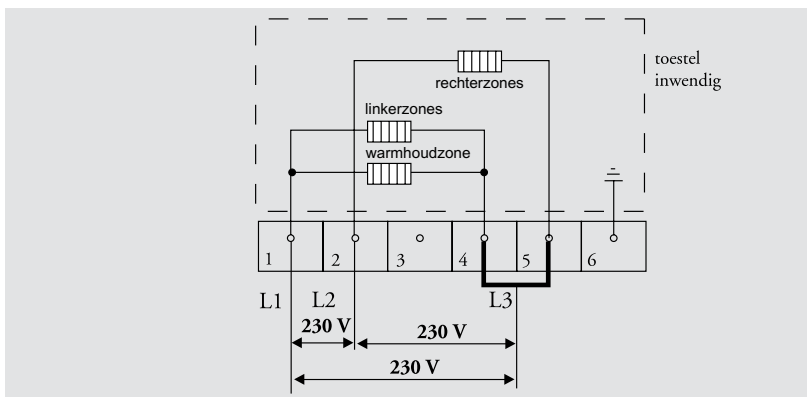 toestel
inwendig
rechterzones
linkerzones
warmhoudzone
1 2 3 4 5 6
L1 L2 L3
230 V 230 V
230 V